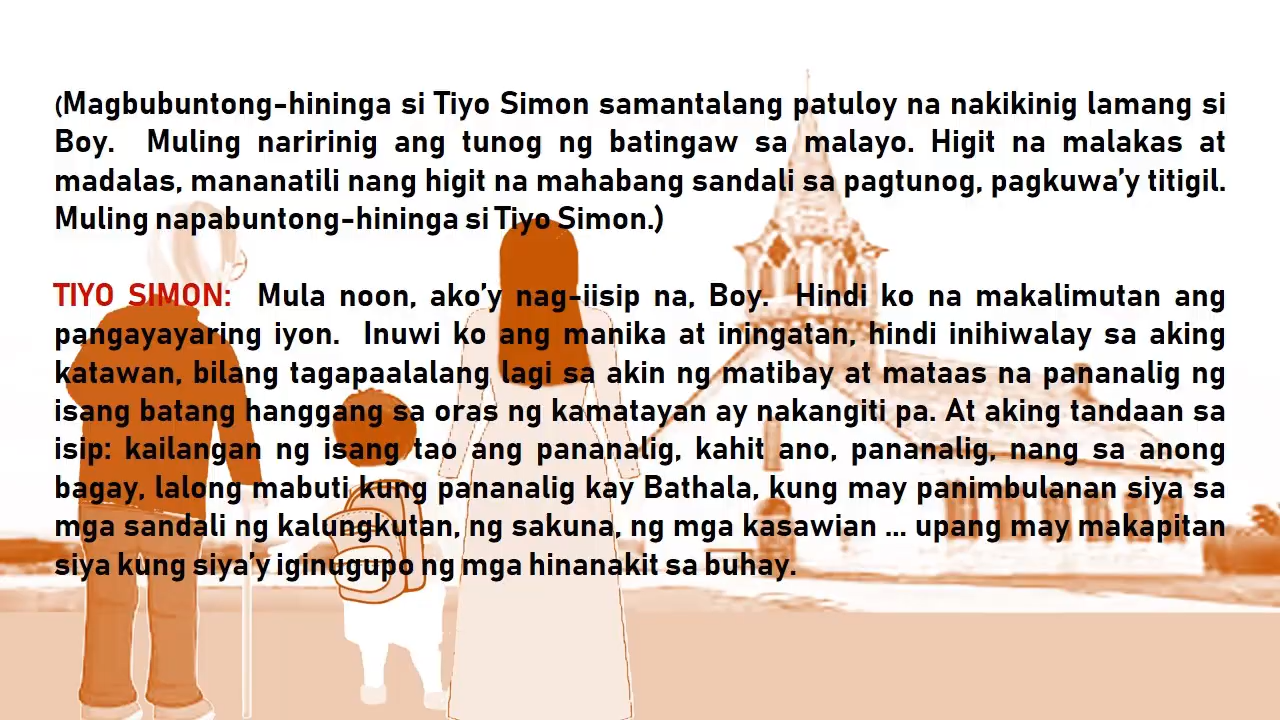 (Magbubuntong-hininga si Tiyo Simon samantalang patuloy na nakikinig lamang si
Boy.  Muling naririnig ang tunog ng batingaw sa malayo. Higit na malakas at
madalas, mananatili nang higit na mahabang sandali sa pagtunog, pagkuwa’y titigil.
Muling napabuntong-hininga si Tiyo Simon.)
TIYO SIMON:  Mula noon, ako’y nag-iisip na, Boy.  Hindi ko na makalimutan ang
pangayayaring iyon.  Inuwi ko ang manika at iningatan, hindi inihiwalay sa aking
katawan, bilang tagapaalalang lagi sa akin ng matibay at mataas na pananalig ng
isang batang hanggang sa oras ng kamatayan ay nakangiti pa. At aking tandaan sa
isip: kailangan ng isang tao ang pananalig, kahit ano, pananalig, nang sa anong
bagay, lalong mabuti kung pananalig kay Bathala, kung may panimbulanan siya sa
mga sandali ng kalungkutan, ng sakuna, ng mga kasawian ... upang may makapitan
siya kung siya’y iginugupo ng mga hinanakit sa buhay.